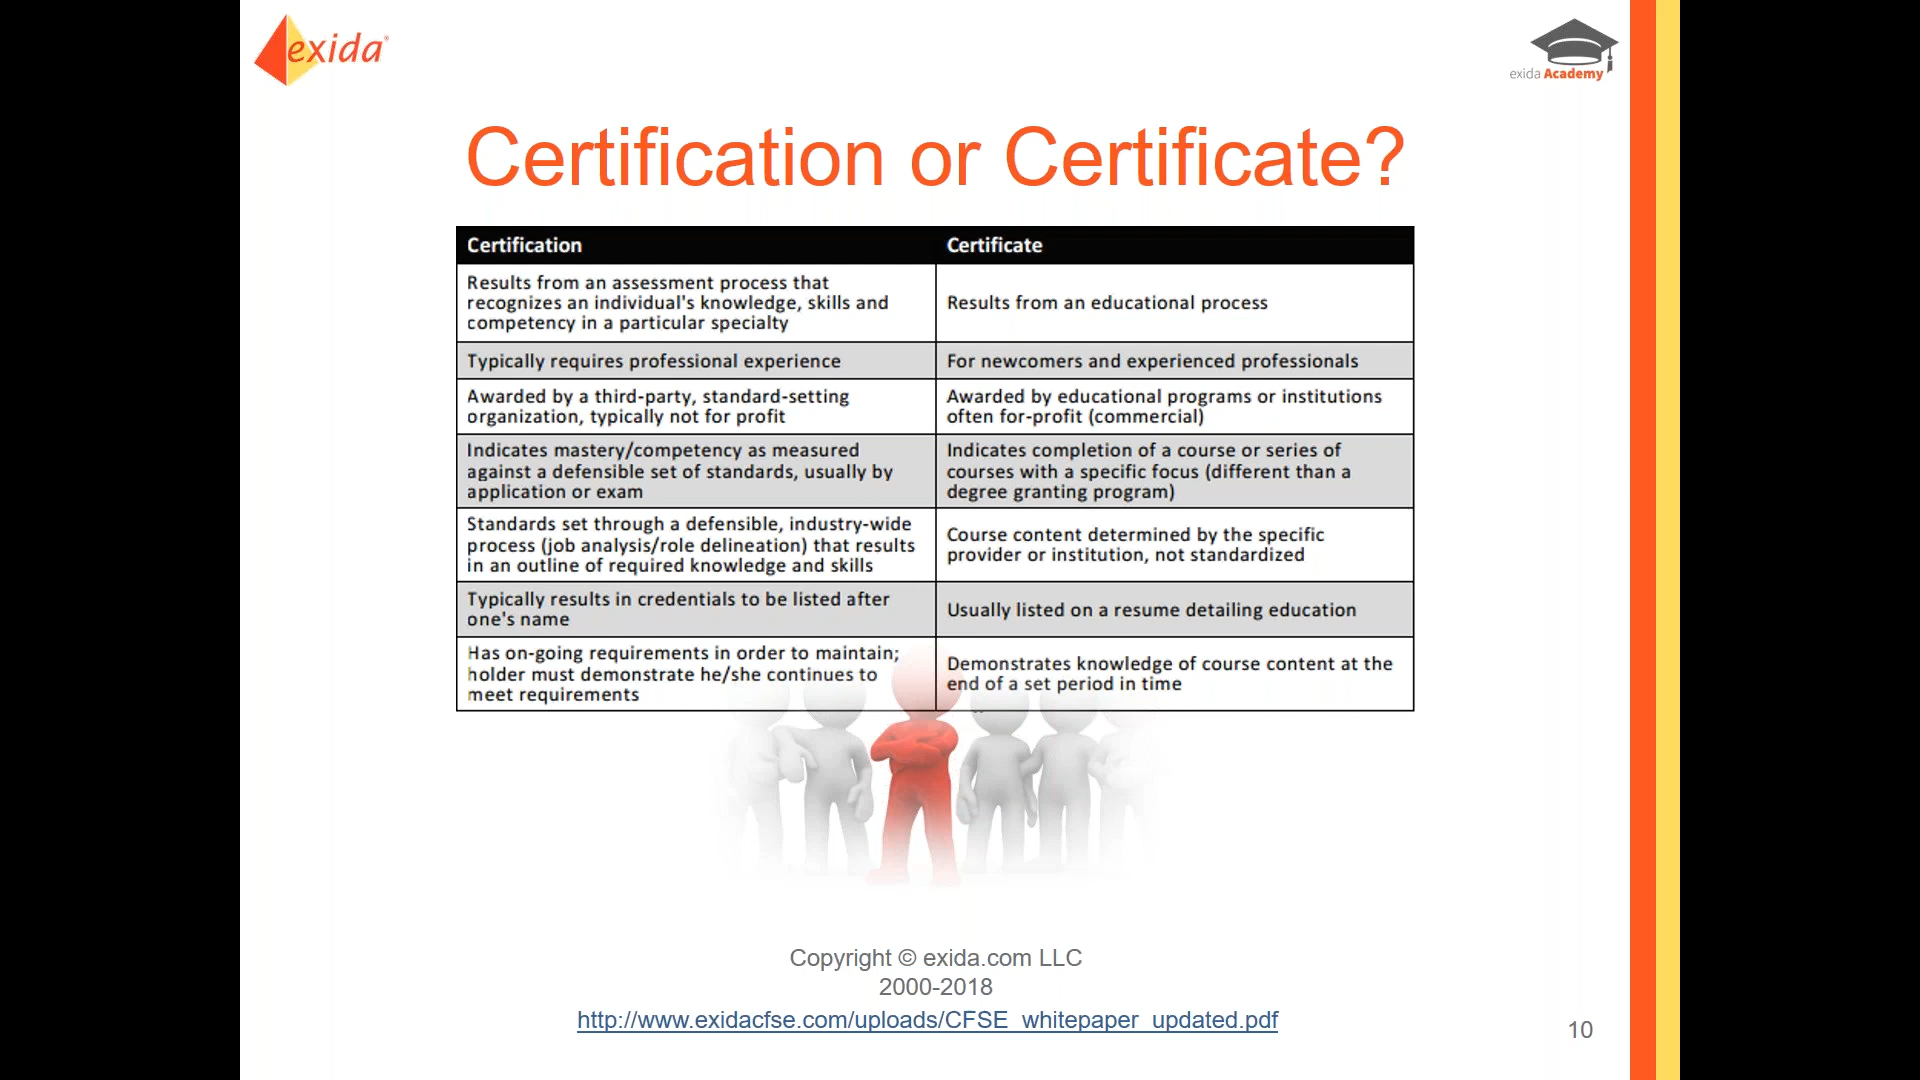 exida®
exida Academy
Certification or Certificate?
Certification
Certificate
Results from an assessment process that
recognizes an individual's knowledge, skills and
competency in a particular specialty
Results from an educational process
Typically requires professional experience
For newcomers and experienced professionals
Awarded by a third-party, standard-setting
organization, typically not for profit
Awarded by educational programs or institutions
often for-profit (commercial)
Indicates mastery/competency as measured
against a defensible set of standards, usually by
application or exam
Indicates completion of a course or series of
courses with a specific focus (different than a
degree granting program)
Standards set through a defensible, industry-wide
process (job analysis/role delineation) that results
in an outline of required knowledge and skills
Course content determined by the specific
provider or institution, not standardized
Typically results in credentials to be listed after
one's name
Usually listed on a resume detailing education
Has on-going requirements in order to maintain;
holder must demonstrate he/she continues to
meet requirements
Demonstrates knowledge of course content at the
end of a set period in time
Copyright © exida.com LLC
2000-2018
http://www.exidacfse.com/uploads/CFSE_whitepaper_updated.pdf
10